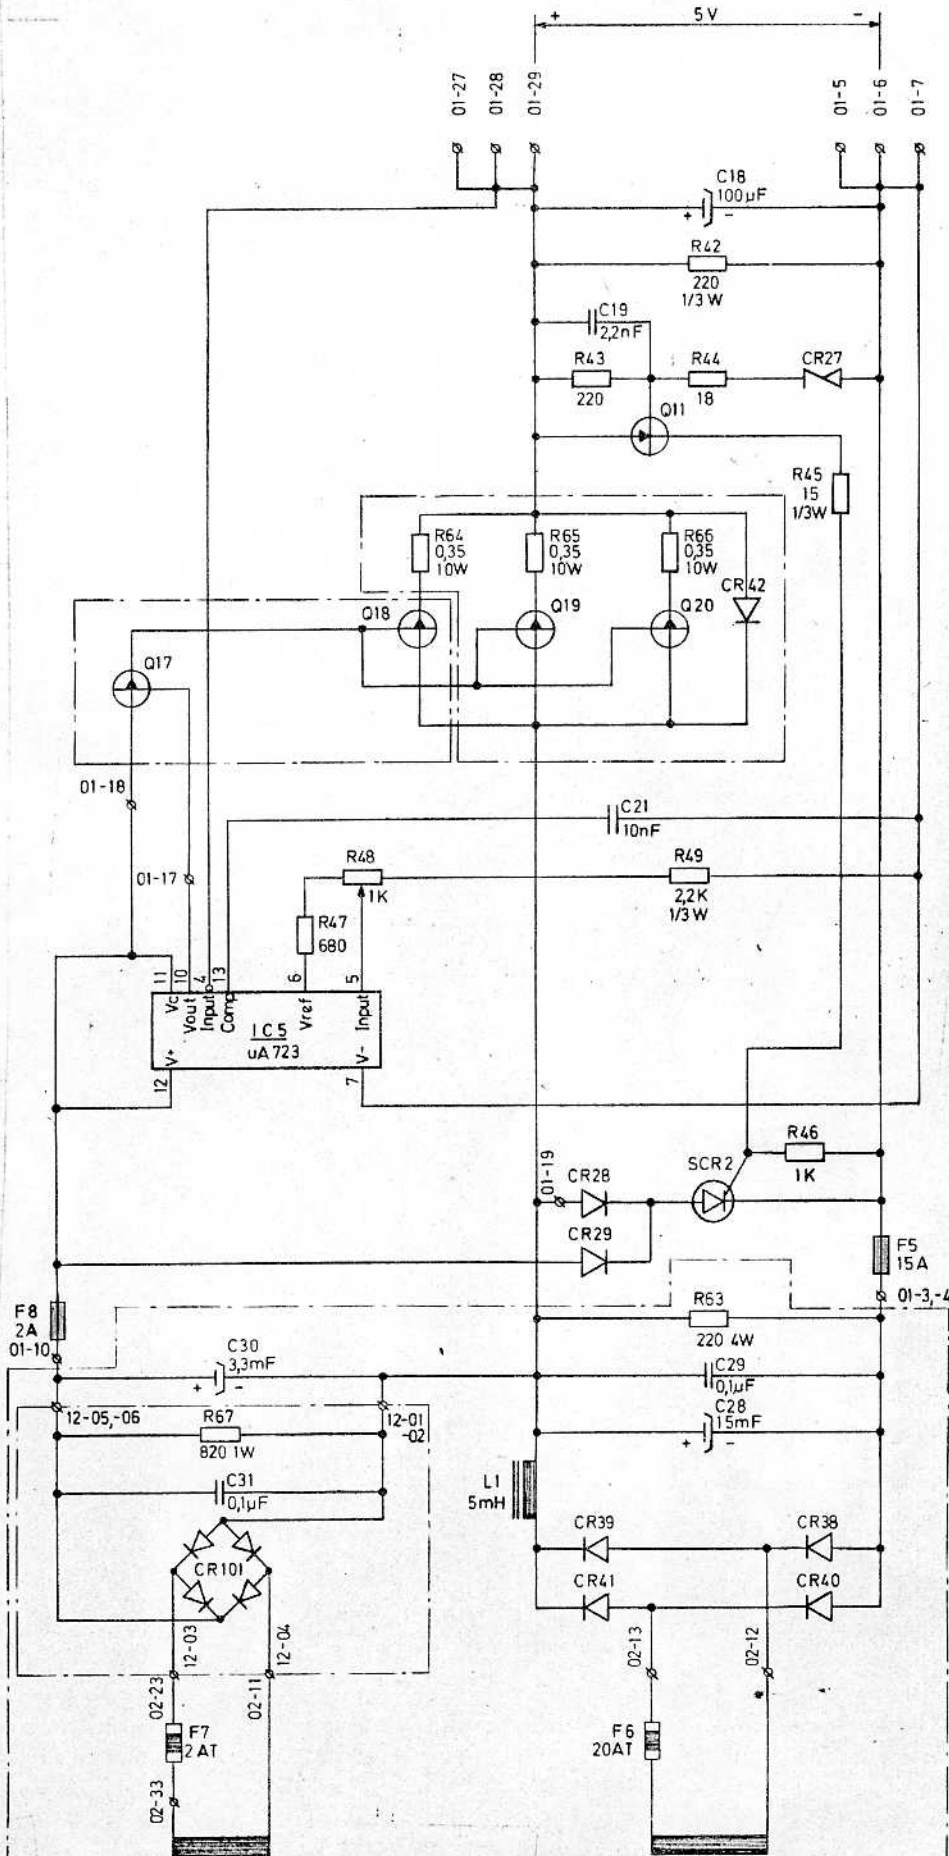 + 5V -
01-27
01-28
01-29
01-5
01-6
01-7
C18
100µF
+ -
R42
220
1/3 W
C19
2,2nF
R43
220
R44
18
CR27
Q11
R45
15
1/3W
R64
0,35
10W
R65
0,35
10W
R66
0,35
10W
CR42
Q18
Q19
Q20
Q17
01-18
C21
10nF
01-17
R48
1K
R49
2,2K
1/3 W
R47
680
11
10
4
13
6
5
Vc
Vout
Input
Comp
Vref
Input
IC5
uA723
V+
V-
12
7
R46
1K
01-19
CR28
SCR2
CR29
F5
15A
01-3,-4
F8
2A
01-10
R63
220 4W
C30
3,3mF
+ -
C29
0,1µF
12-05,-06
R67
820 1W
12-01
-02
C28
15mF
+ -
C31
0,1µF
L1
5mH
CR39
CR38
CR101
CR41
CR40
12-03
12-04
02-13
02-12
02-23
02-11
F7
2AT
F6
20AT
02-33